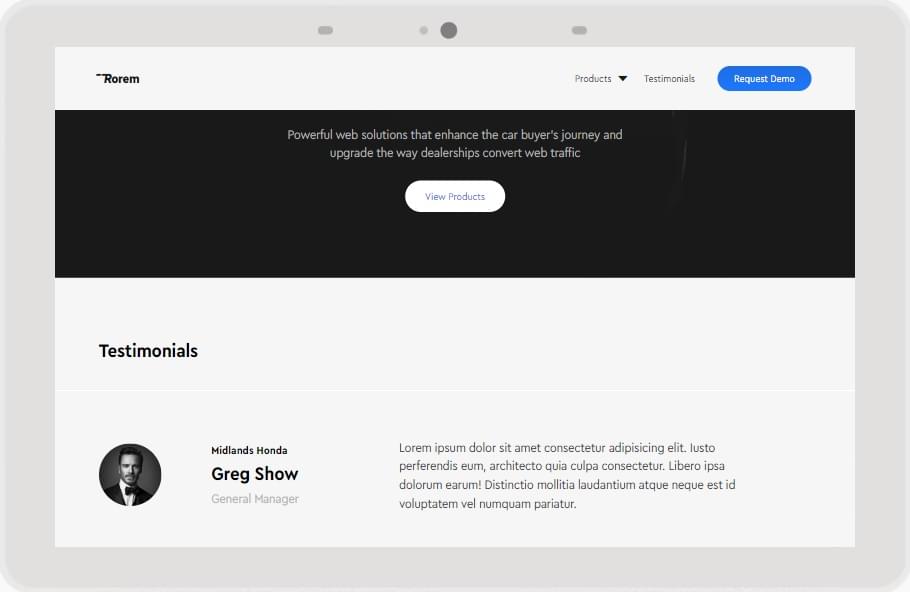 Rorem
Products
Testimonials
Request Demo
Powerful web solutions that enhance the car buyer's journey and
upgrade the way dealerships convert web traffic
View Products
Testimonials
Midlands Honda
Greg Show
General Manager
Lorem ipsum dolor sit amet consectetur adipisicing elit. Iusto
perferendis eum, architecto quia culpa consectetur. Libero ipsa
dolorum earum! Distinctio mollitia laudantium atque neque est id
voluptatem vel numquam pariatur.